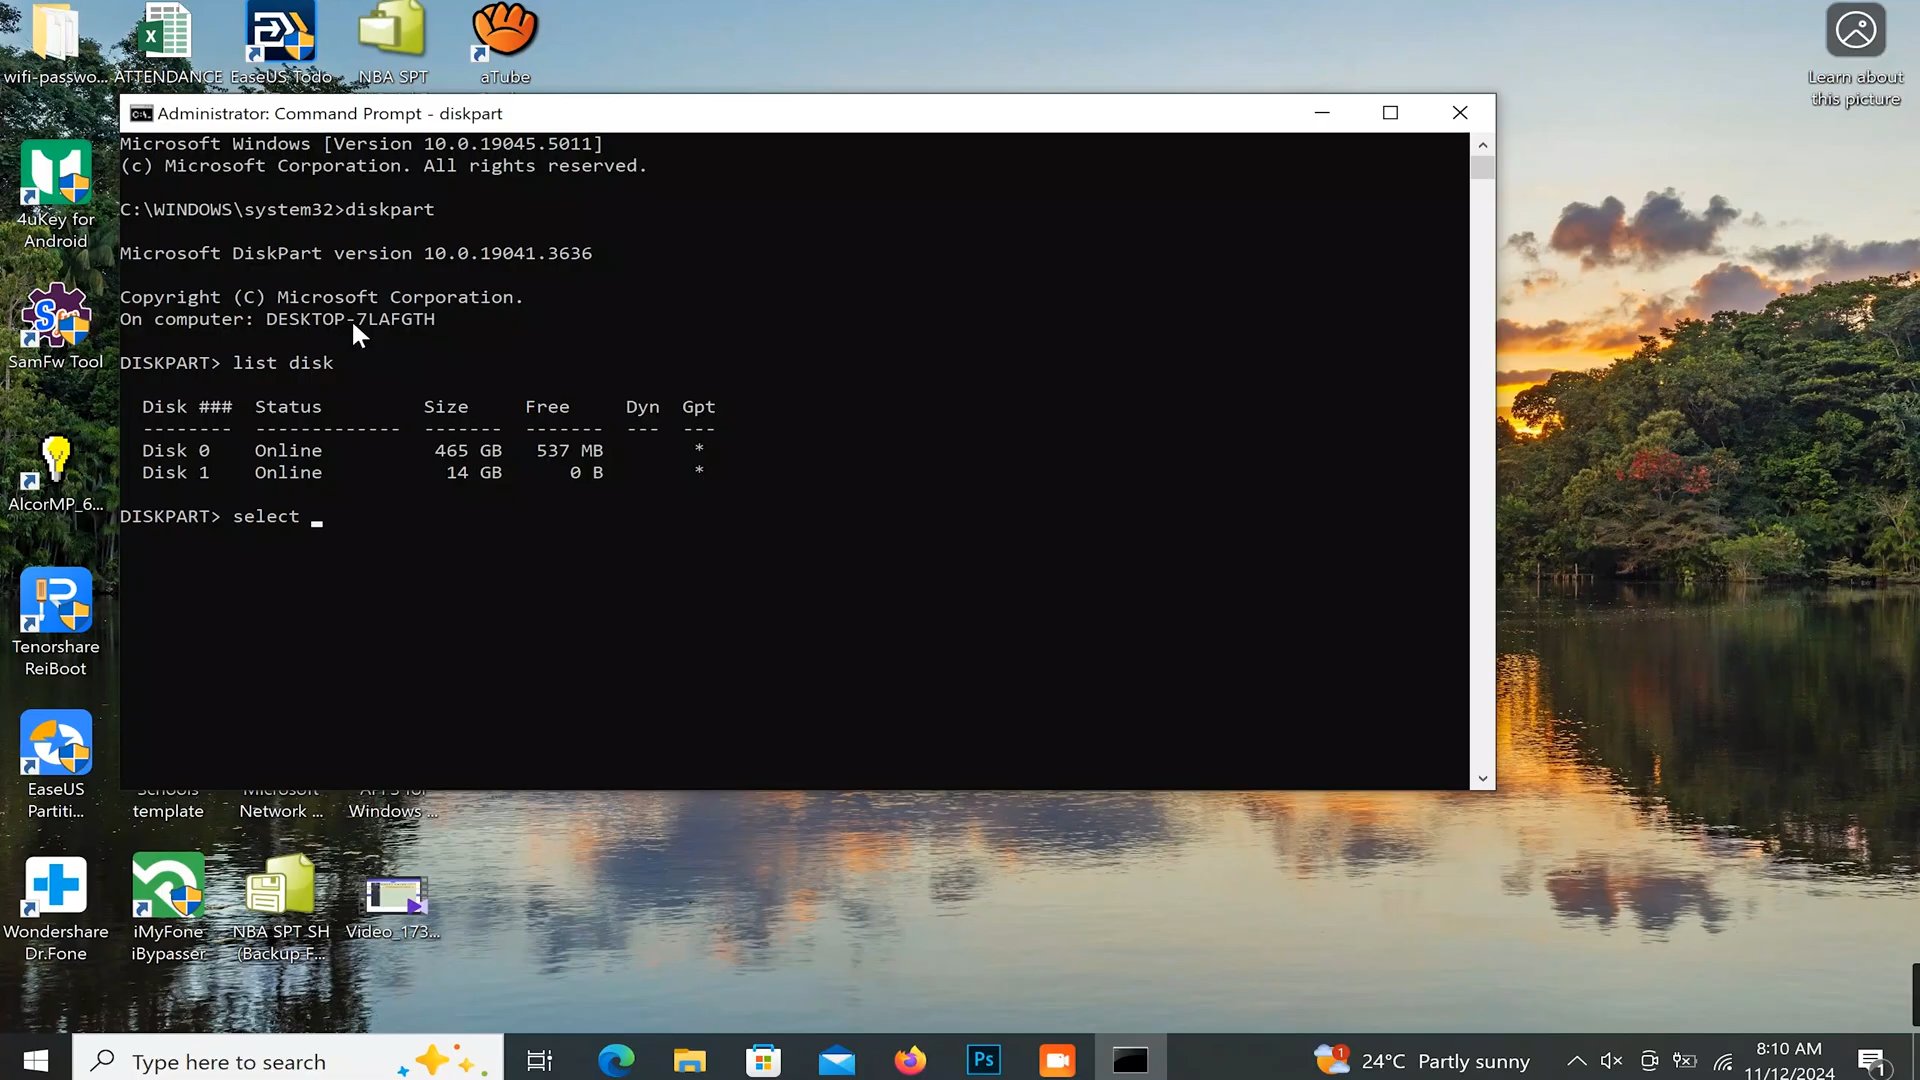 wifi-passwo...
ATTENDANCE
EaseUS Todo
NBA SPT
aTube
Learn about
this picture
Administrator: Command Prompt - diskpart
Microsoft Windows [Version 10.0.19045.5011]
(c) Microsoft Corporation. All rights reserved.
C:\WINDOWS\system32>diskpart
Microsoft DiskPart version 10.0.19041.3636
Copyright (C) Microsoft Corporation.
On computer: DESKTOP-7LAFGTH
DISKPART> list disk
Disk ### Status Size Free Dyn Gpt
-------- ------------- ------- ------- --- ---
Disk 0 Online 465 GB 537 MB *
Disk 1 Online 14 GB 0 B *
DISKPART> select
4uKey for
Android
SamFw Tool
AlcorMP_6...
Tenorshare
ReiBoot
EaseUS
Partiti...
Schools
template
Microsoft
Network ...
Windows ...
Wondershare
Dr.Fone
iMyFone
iBypasser
NBA SPT SH
(Backup F...
Video_173...
Type here to search
Ps
1
24°C Partly sunny
8:10 AM
11/12/2024
1